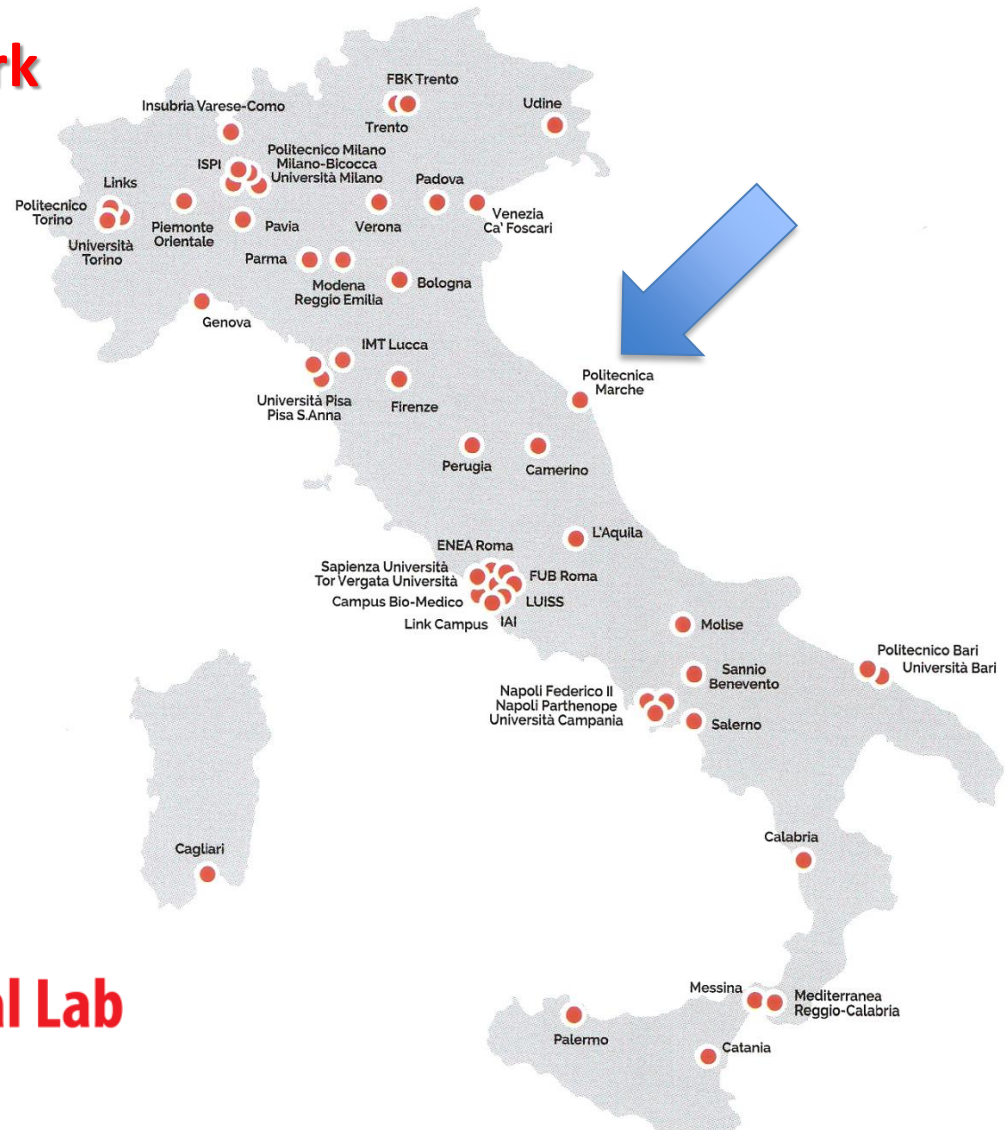 rk
FBK Trento
Insubria Varese-Como
Udine
Trento
Politecnico Milano
ISPI
Milano-Bicocca
Università Milano
Links
Padova
Politecnico
Torino
Piemonte
Orientale
Pavia
Verona
Venezia
Ca' Foscari
Università
Torino
Parma
Modena
Reggio Emilia
Bologna
Genova
IMT Lucca
Politecnica
Marche
Università Pisa
Pisa S.Anna
Firenze
Perugia
Camerino
L'Aquila
ENEA Roma
Sapienza Università
Tor Vergata Università
FUB Roma
Campus Bio-Medico
LUISS
Link Campus
IAI
Molise
Politecnico Bari
Università Bari
Sannio
Benevento
Napoli Federico II
Napoli Parthenope
Università Campania
Salerno
Calabria
Cagliari
Messina
Mediterranea
Reggio-Calabria
al Lab
Palermo
Catania